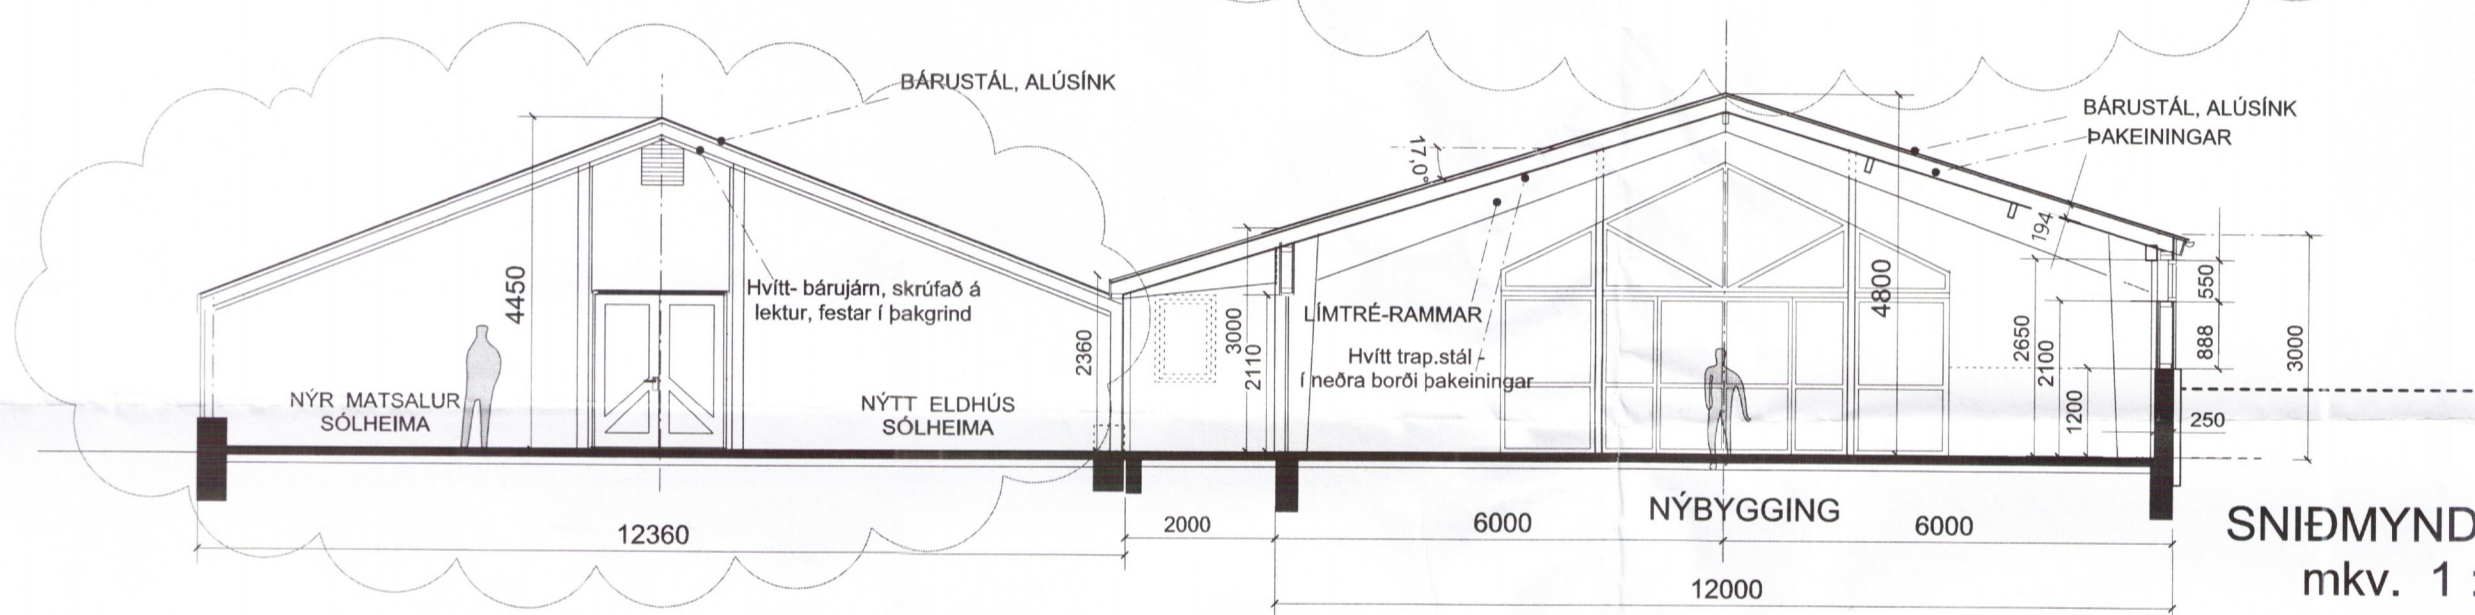 BÁRUSTÁL, ALÚSÍNK
4450
Hvítt- bárujárn, skrúfað á
lektur, festar í þakgrind
NÝR MATSALUR
SÓLHEIMA
NÝTT ELDHÚS
SÓLHEIMA
2360
12360
2000
BÁRUSTÁL, ALÚSÍNK
ÞAKEININGAR
17,0°
194
3000
2110
LÍMTRÉ-RAMMAR
Hvítt trap.stál -
í neðra borði þakeiningar
4800
2650
2100
1200
550
888
250
3000
6000
NÝBYGGING
6000
12000
SNIÐMYND
mkv. 1 :